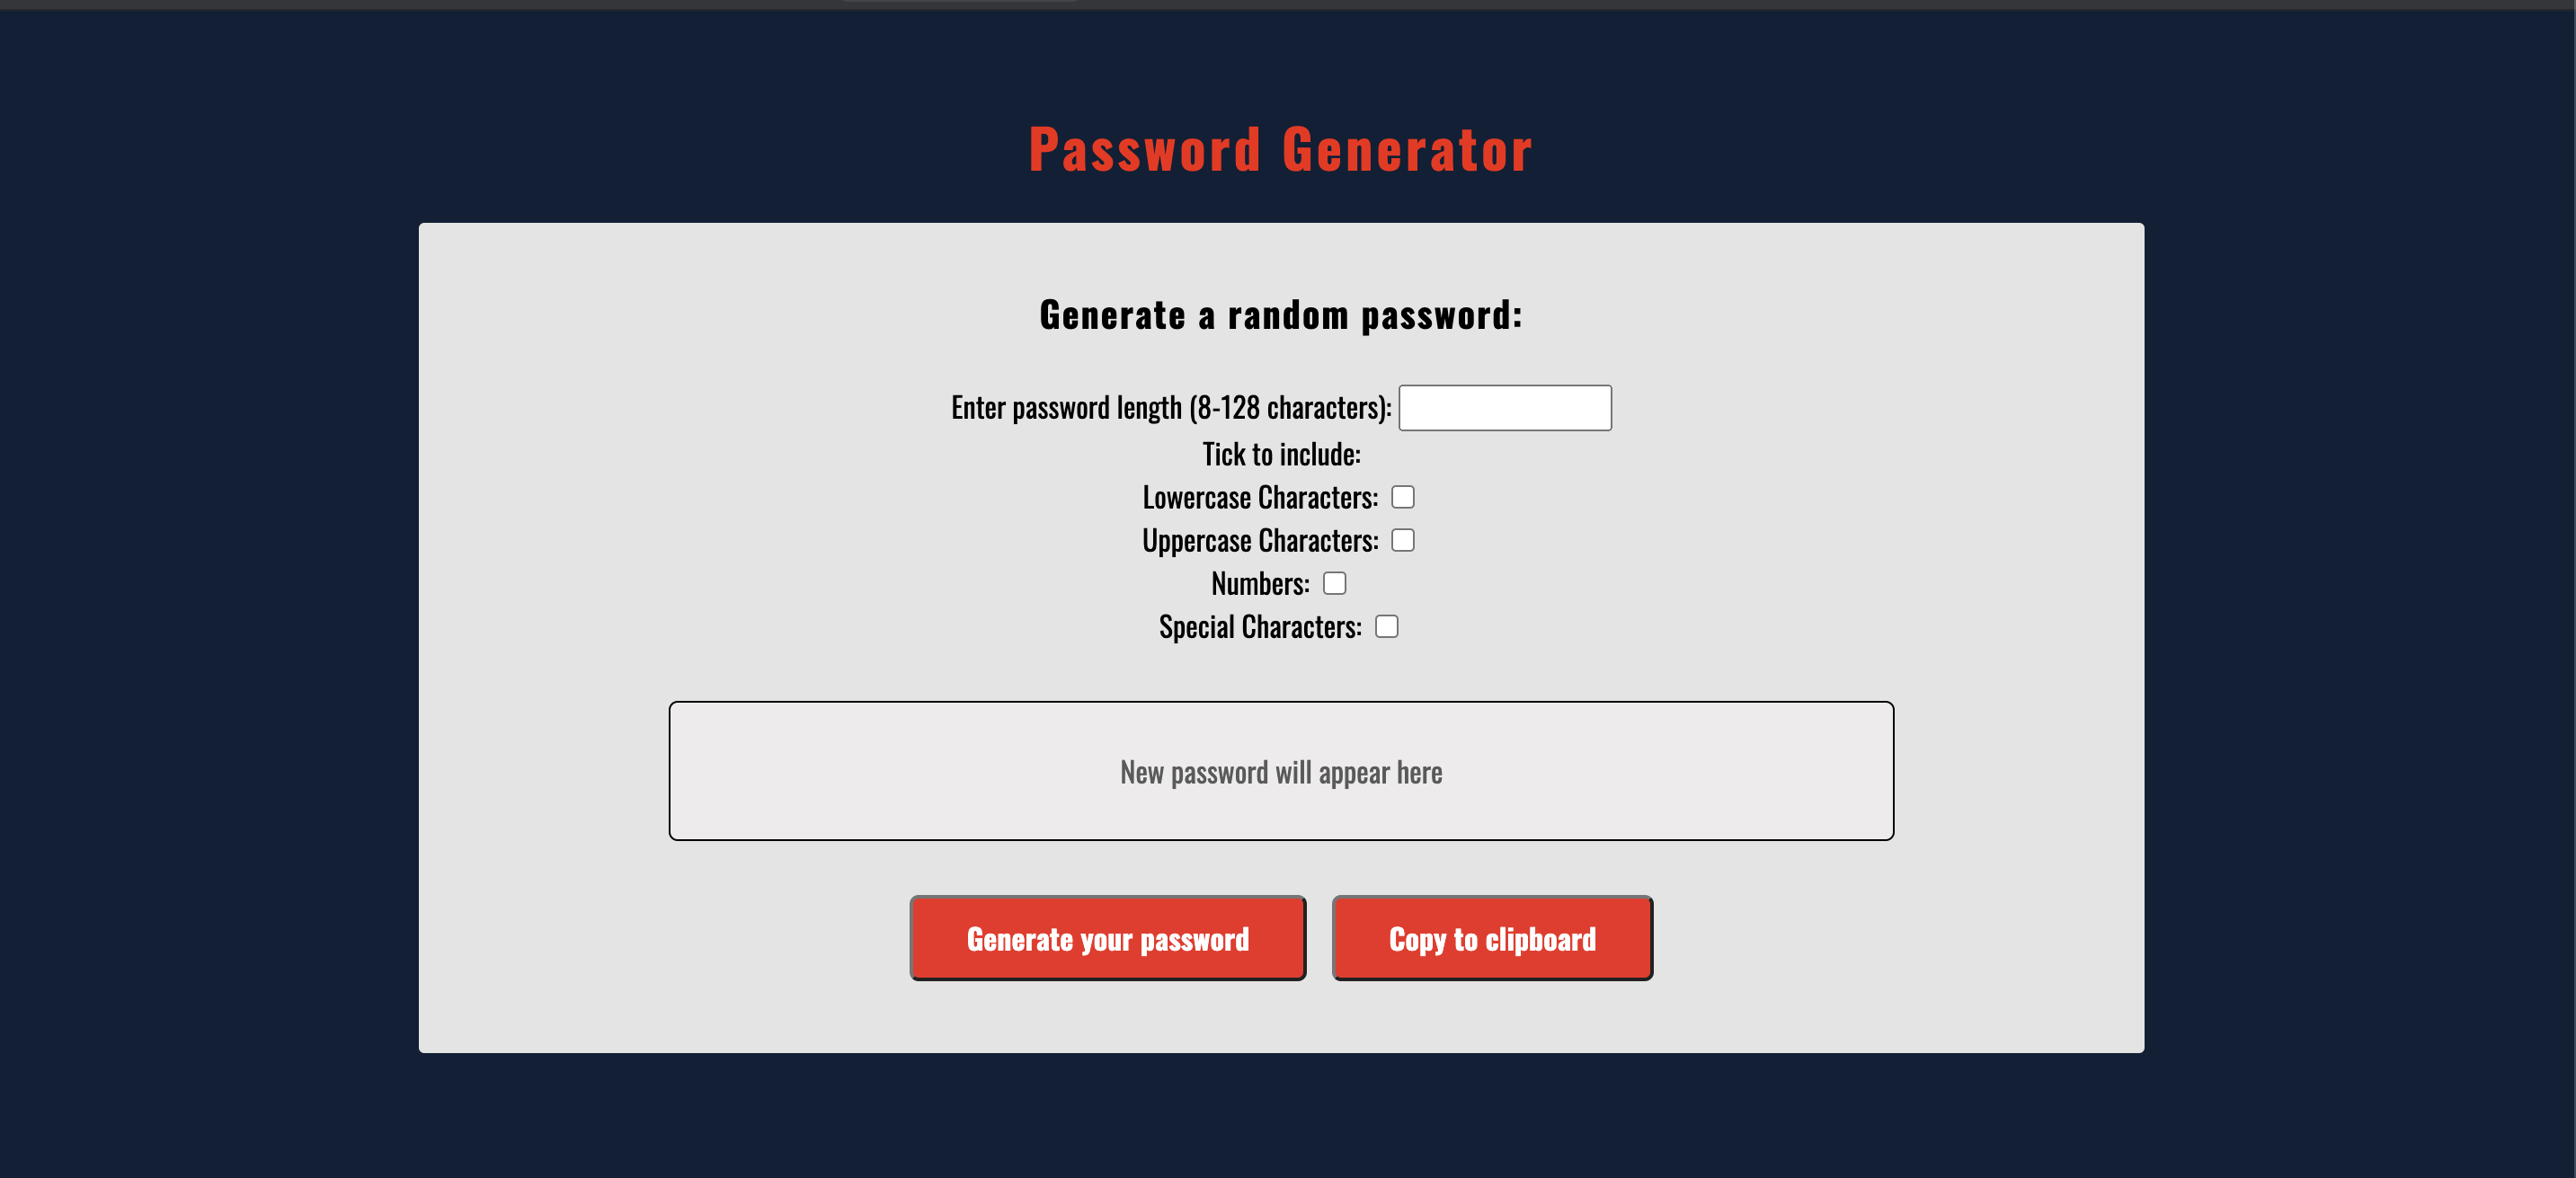 Password Generator
Generate a random password:
Enter password length (8-128 characters):
Tick to include:
Lowercase Characters:
Uppercase Characters:
Numbers:
Special Characters:
New password will appear here
Generate your password
Copy to clipboard